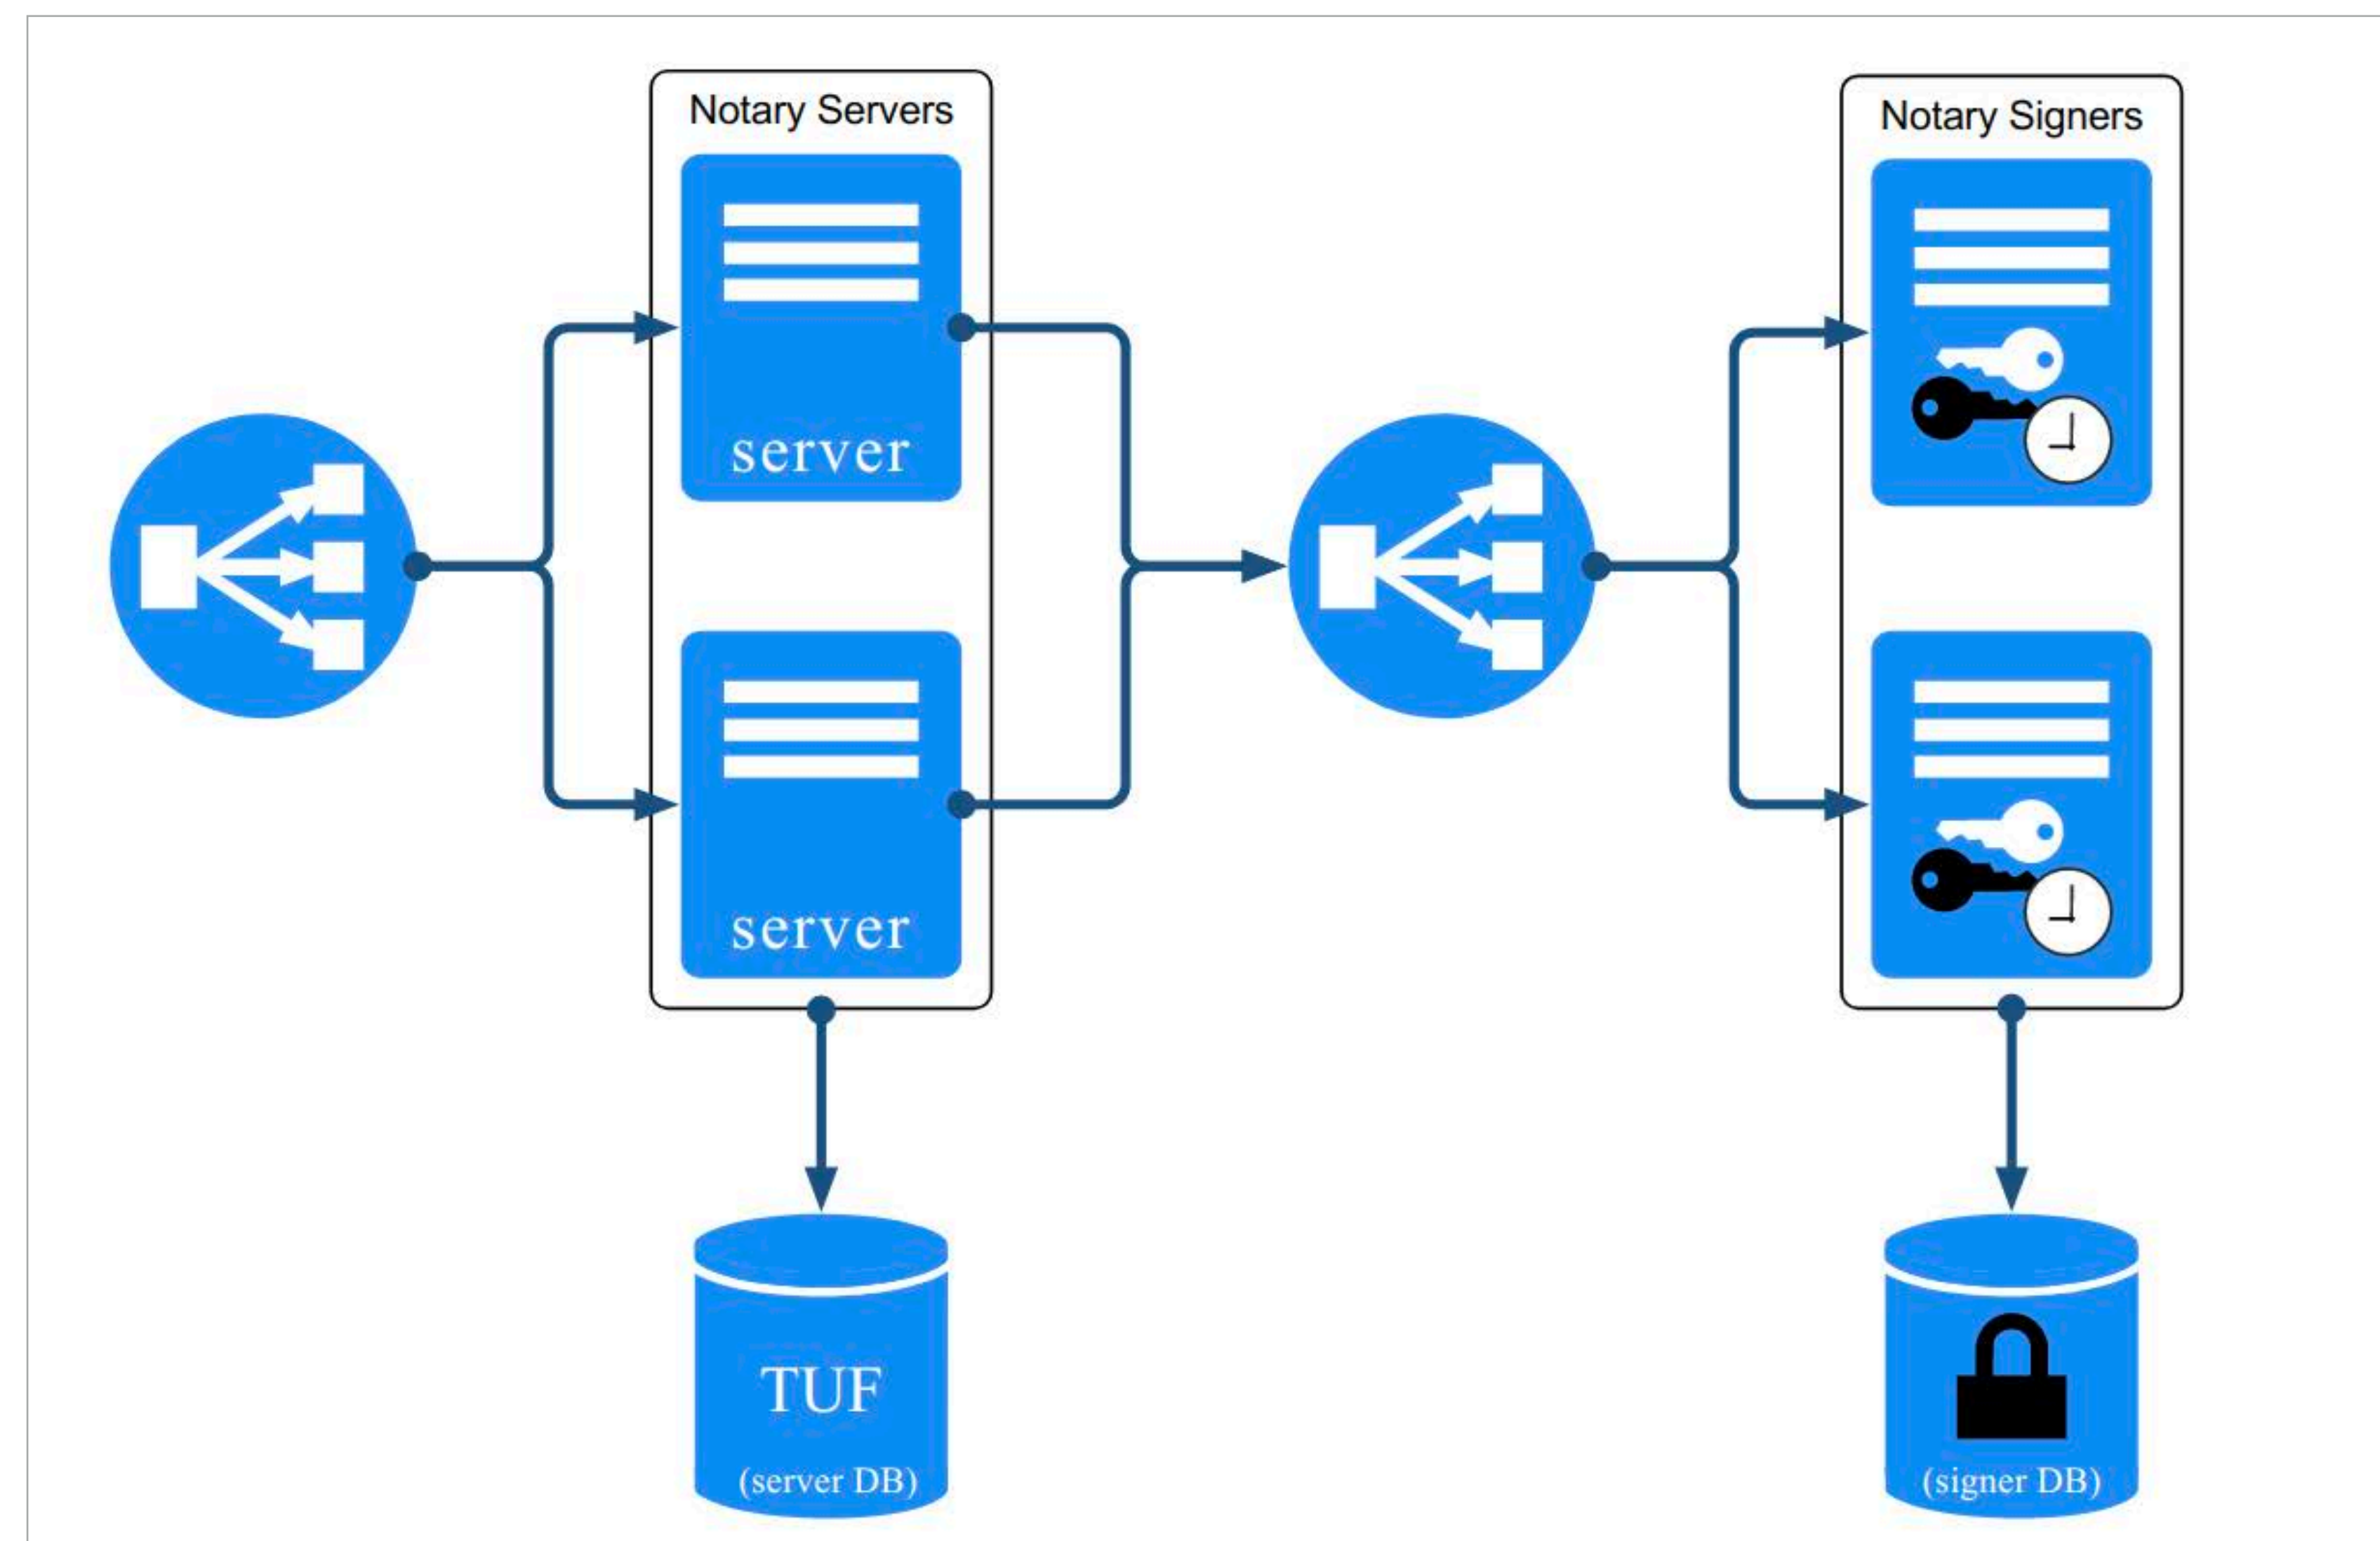 Notary Servers
server
server
TUF
(server DB)
Notary Signers
(signer DB)